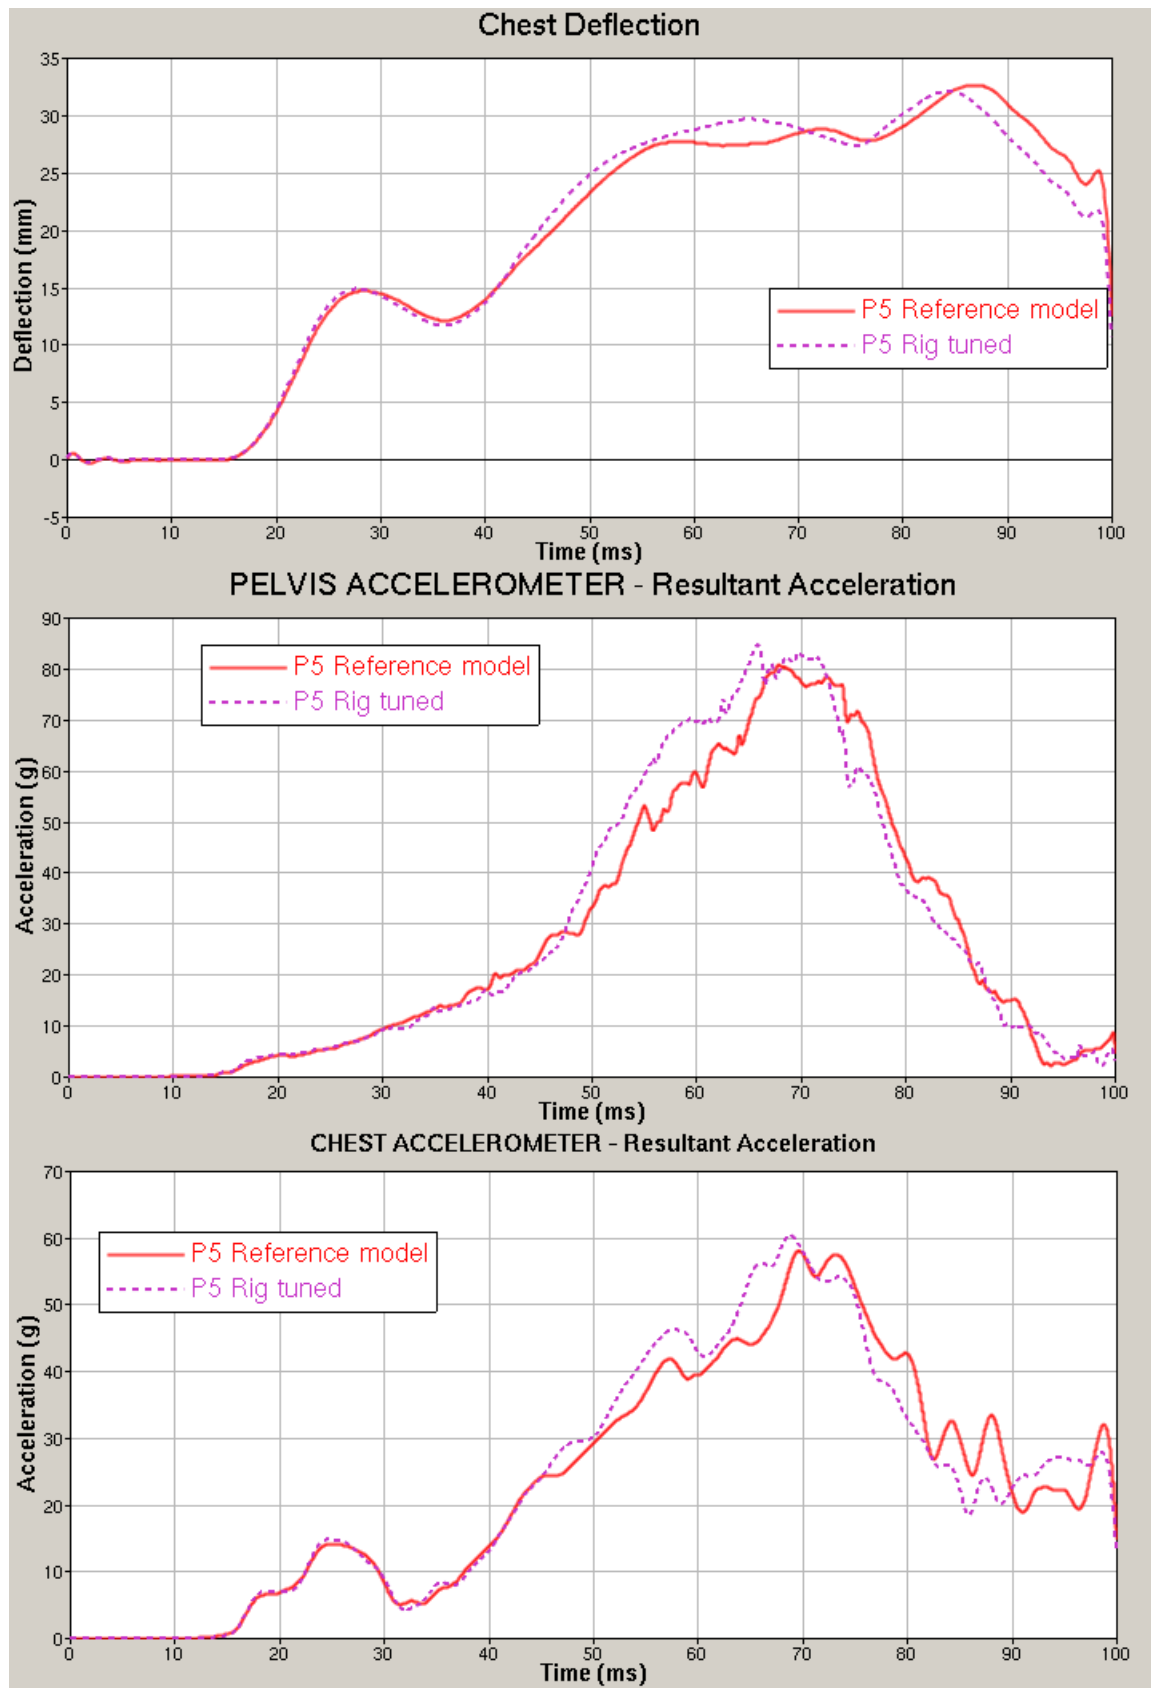 Chest Deflection
35
30
25
20
15
10
5
0
-5
Deflection (mm)
P5 Reference model
P5 Rig tuned
0 10 20 30 40 50 60 70 80 90 100
Time (ms)
PELVIS ACCELEROMETER - Resultant Acceleration
90
80
70
60
50
40
30
20
10
0
Acceleration (g)
P5 Reference model
P5 Rig tuned
0 10 20 30 40 50 60 70 80 90 100
Time (ms)
CHEST ACCELEROMETER - Resultant Acceleration
70
60
50
40
30
20
10
0
Acceleration (g)
P5 Reference model
P5 Rig tuned
0 10 20 30 40 50 60 70 80 90 100
Time (ms)